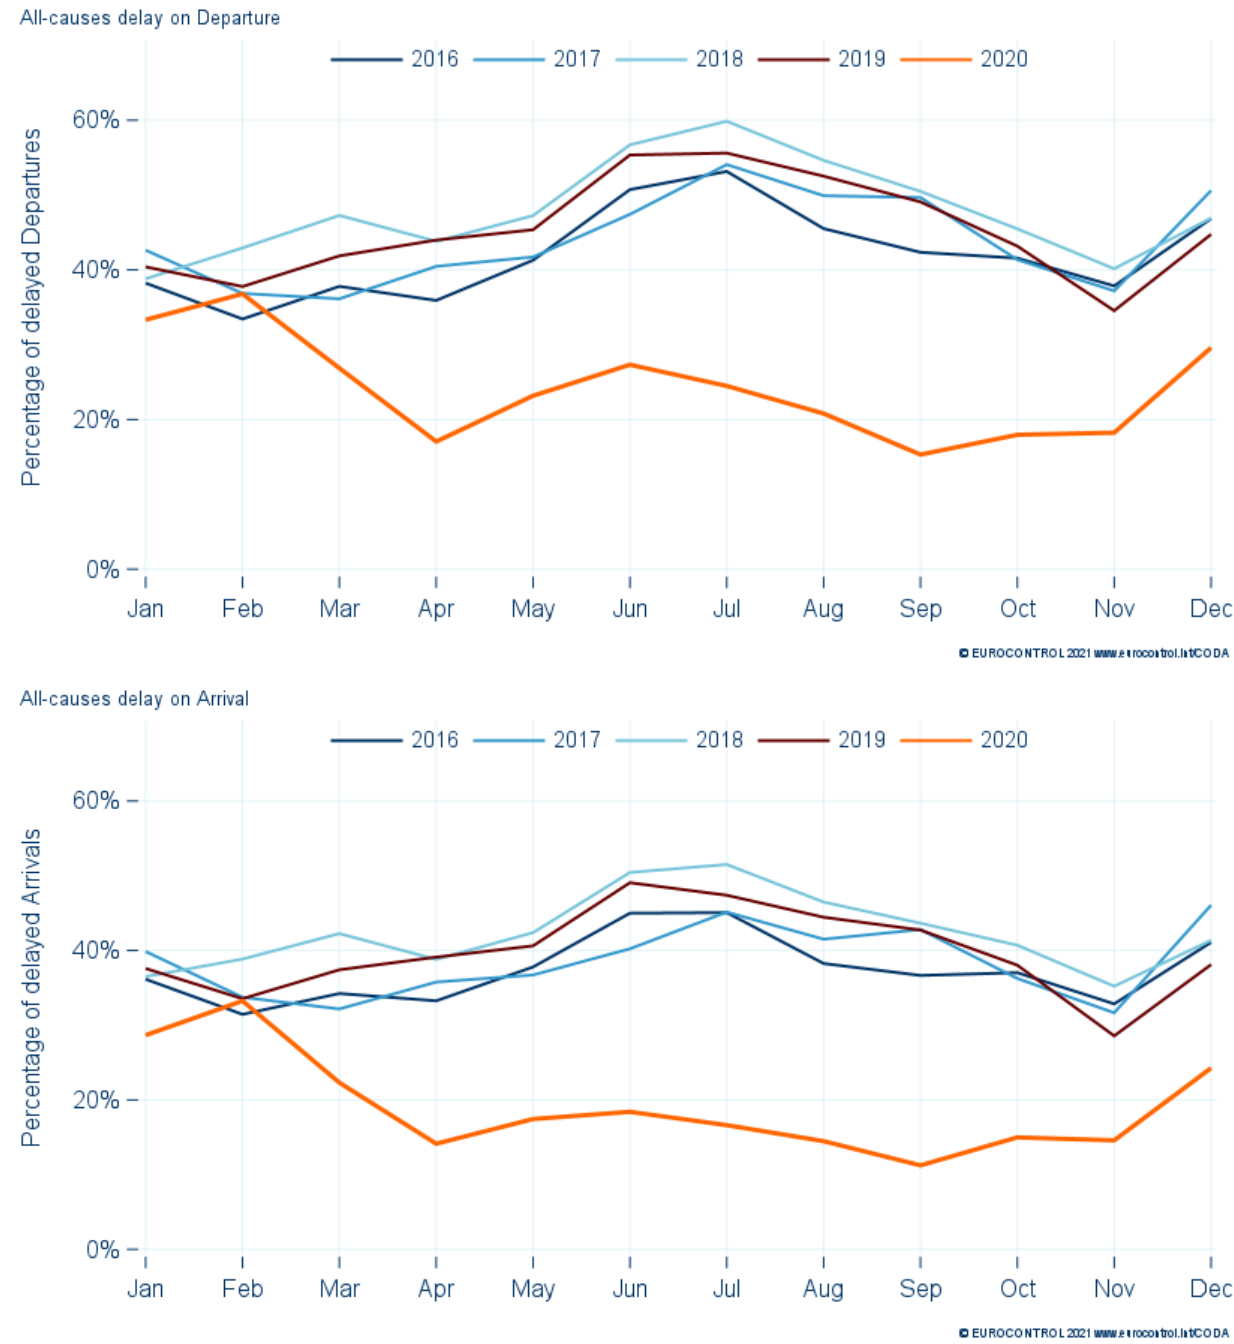 All-causes delay on Departure
2016 2017 2018 2019 2020
Percentage of delayed Departures
60%
40%
20%
0%
Jan Feb Mar Apr May Jun Jul Aug Sep Oct Nov Dec
© EUROCONTROL 2021 www.eurocontrol.int/CODA
All-causes delay on Arrival
2016 2017 2018 2019 2020
Percentage of delayed Arrivals
60%
40%
20%
0%
Jan Feb Mar Apr May Jun Jul Aug Sep Oct Nov Dec
© EUROCONTROL 2021 www.eurocontrol.int/CODA